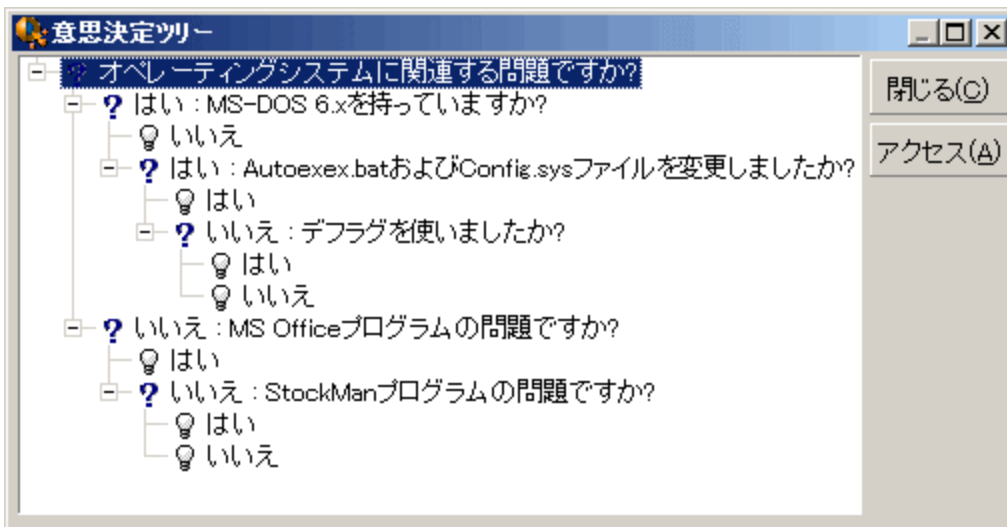 意思決定ツリー
オペレーティングシステムに関連する問題ですか?
はい : MS-DOS 6.xを持っていますか?
いいえ
はい : Autoexex.batおよびConfig.sysファイルを変更しましたか?
はい
いいえ : デフラグを使いましたか?
はい
いいえ
いいえ : MS Officeプログラムの問題ですか?
はい
いいえ : StockManプログラムの問題ですか?
はい
いいえ
閉じる(C)
アクセス(A)